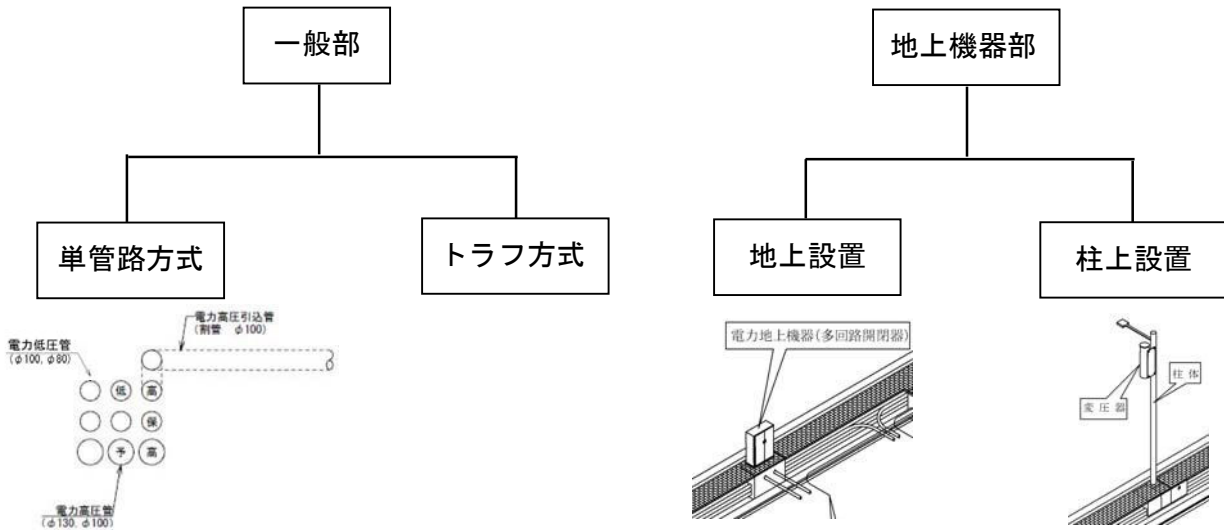 一般部
地上機器部
単管路方式
トラフ方式
地上設置
柱上設置
電力高圧引込管
(割管 φ100)
電力低圧管
(φ100, φ80)
低
高
保
予
高
電力高圧管
(φ130, φ100)
電力地上機器(多回路開閉器)
変圧器
柱体